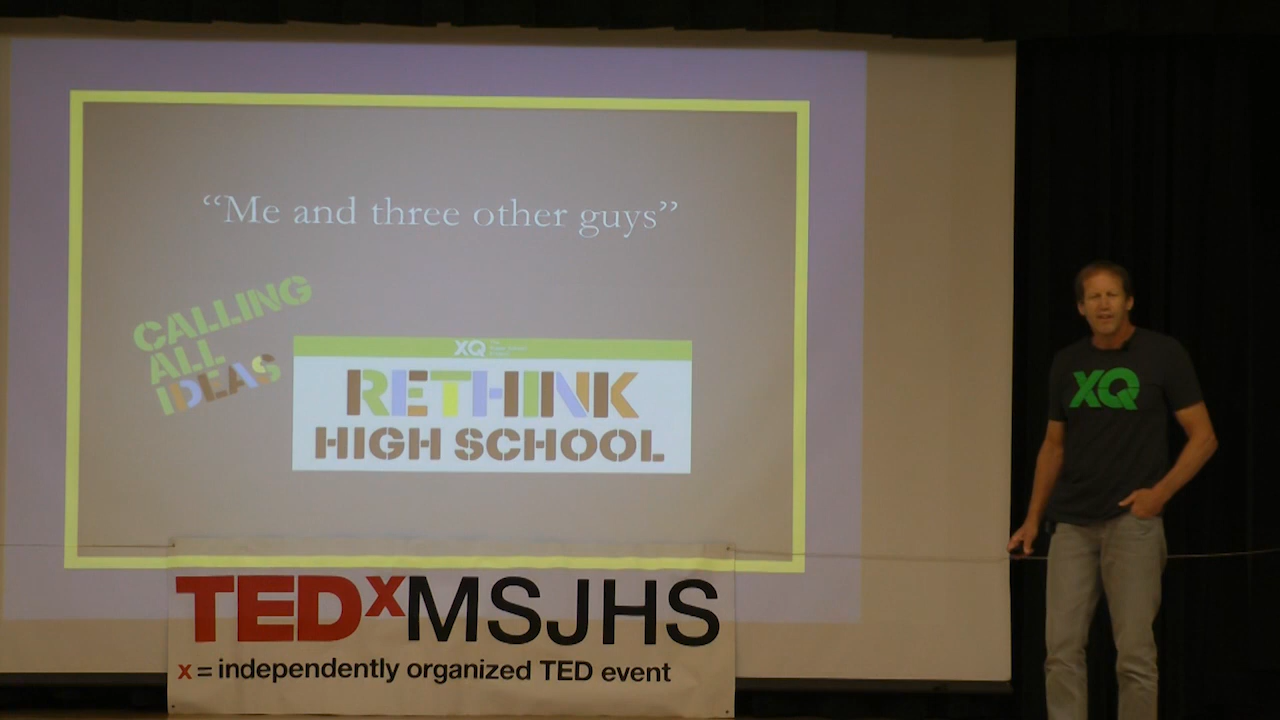 “Me and three other guys”
CALLING
ALL
IDEAS
XQ
RETHINK
HIGH SCHOOL
XQ
TEDxMSJHS
x = independently organized TED event